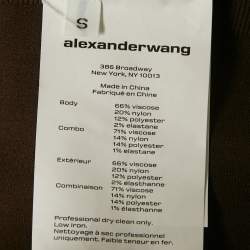 S
alexanderwang
386 Broadway
New York, NY 10013
Made in China
Fabriqué en Chine
Body 66% viscose
20% nylon
12% polyester
2% elastane
Combo 71% viscose
14% nylon
14% polyester
1% elastane
Extérieur 66% viscose
20% nylon
12% polyester
2% élasthanne
Combinaison 71% viscose
14% nylon
14% polyester
1% élasthanne
Professional dry clean only.
Low iron.
Nettoyage à sec professionnel
uniquement. Faible teneur en fer.